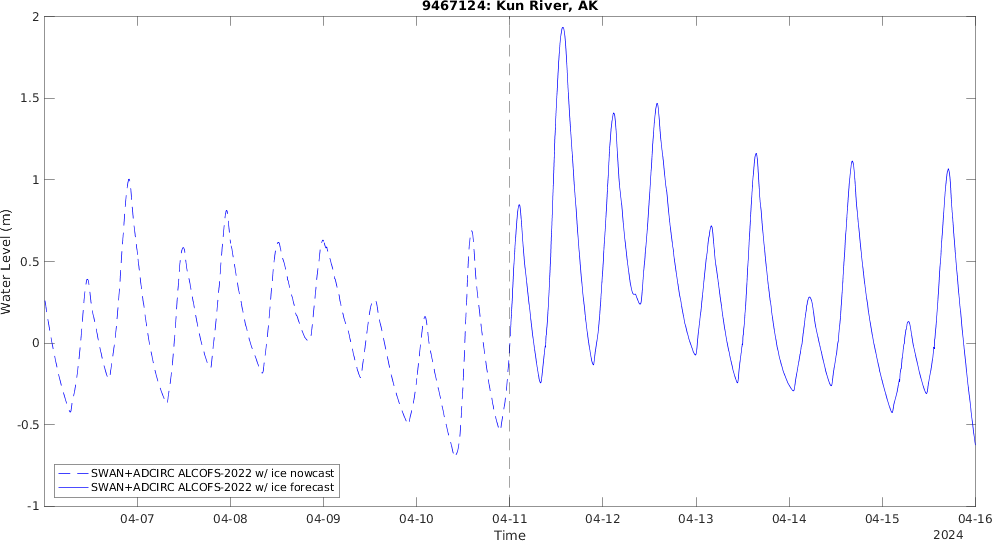 9467124: Kun River, AK
Water Level (m)
2
1.5
1
0.5
0
-0.5
-1
SWAN+ADCIRC ALCOFS-2022 w/ ice nowcast
SWAN+ADCIRC ALCOFS-2022 w/ ice forecast
04-07 04-08 04-09 04-10 04-11 04-12 04-13 04-14 04-15 04-16
Time
2024